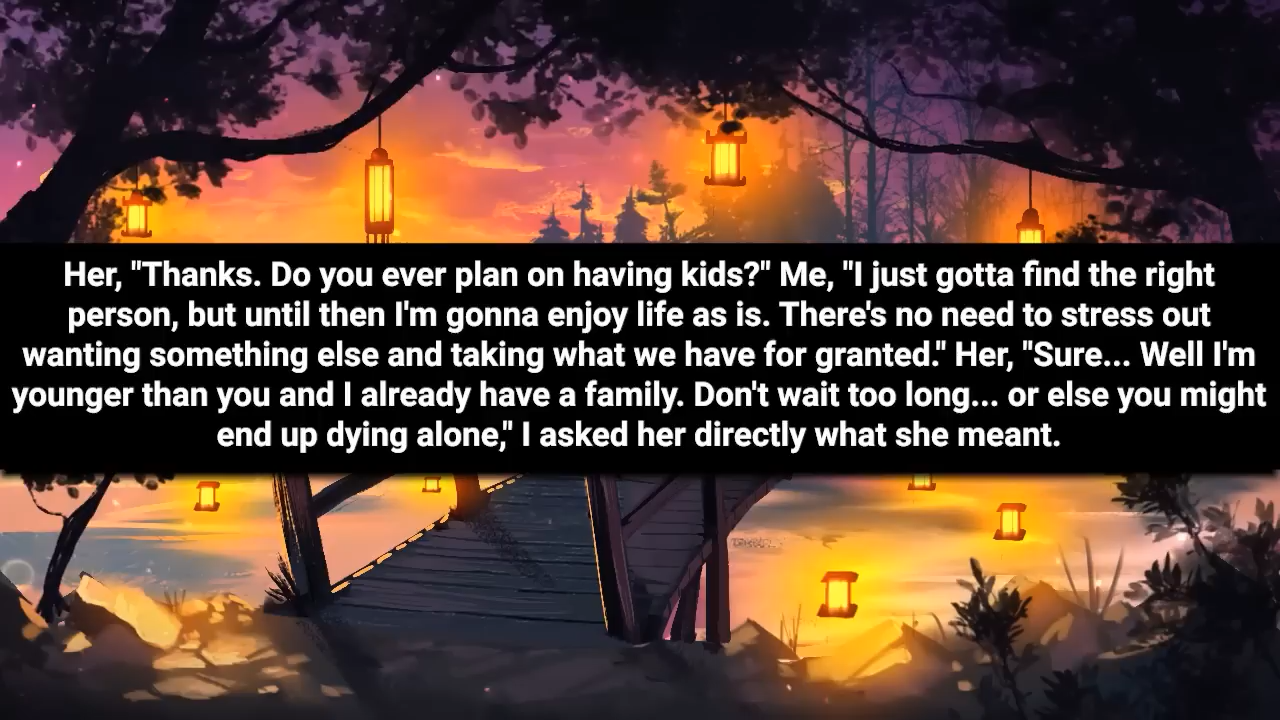 Her, "Thanks. Do you ever plan on having kids?" Me, "I just gotta find the right
person, but until then I'm gonna enjoy life as is. There's no need to stress out
wanting something else and taking what we have for granted." Her, "Sure... Well I'm
younger than you and I already have a family. Don't wait too long... or else you might
end up dying alone," I asked her directly what she meant.